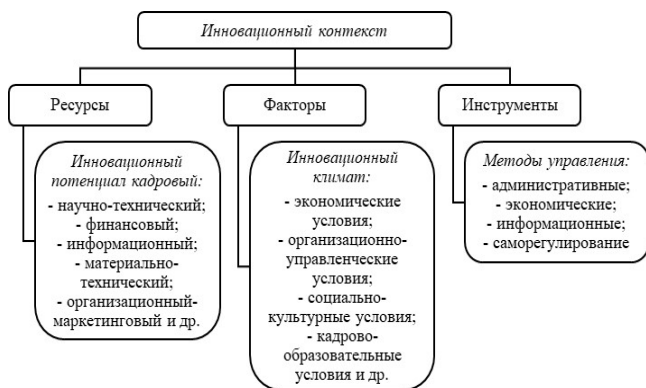 Инновационный контекст
Ресурсы
Факторы
Инструменты
Инновационный
потенциал кадровый:
- научно-технический;
- финансовый;
- информационный;
- материально-
технический;
- организационный-
маркетинговый и др.
Инновационный
климат:
- экономические
условия;
- организационно-
управленческие
условия;
- социально-
культурные условия;
- кадрово-
образовательные
условия и др.
Методы управления:
- административные;
- экономические;
- информационные;
- саморегулирование